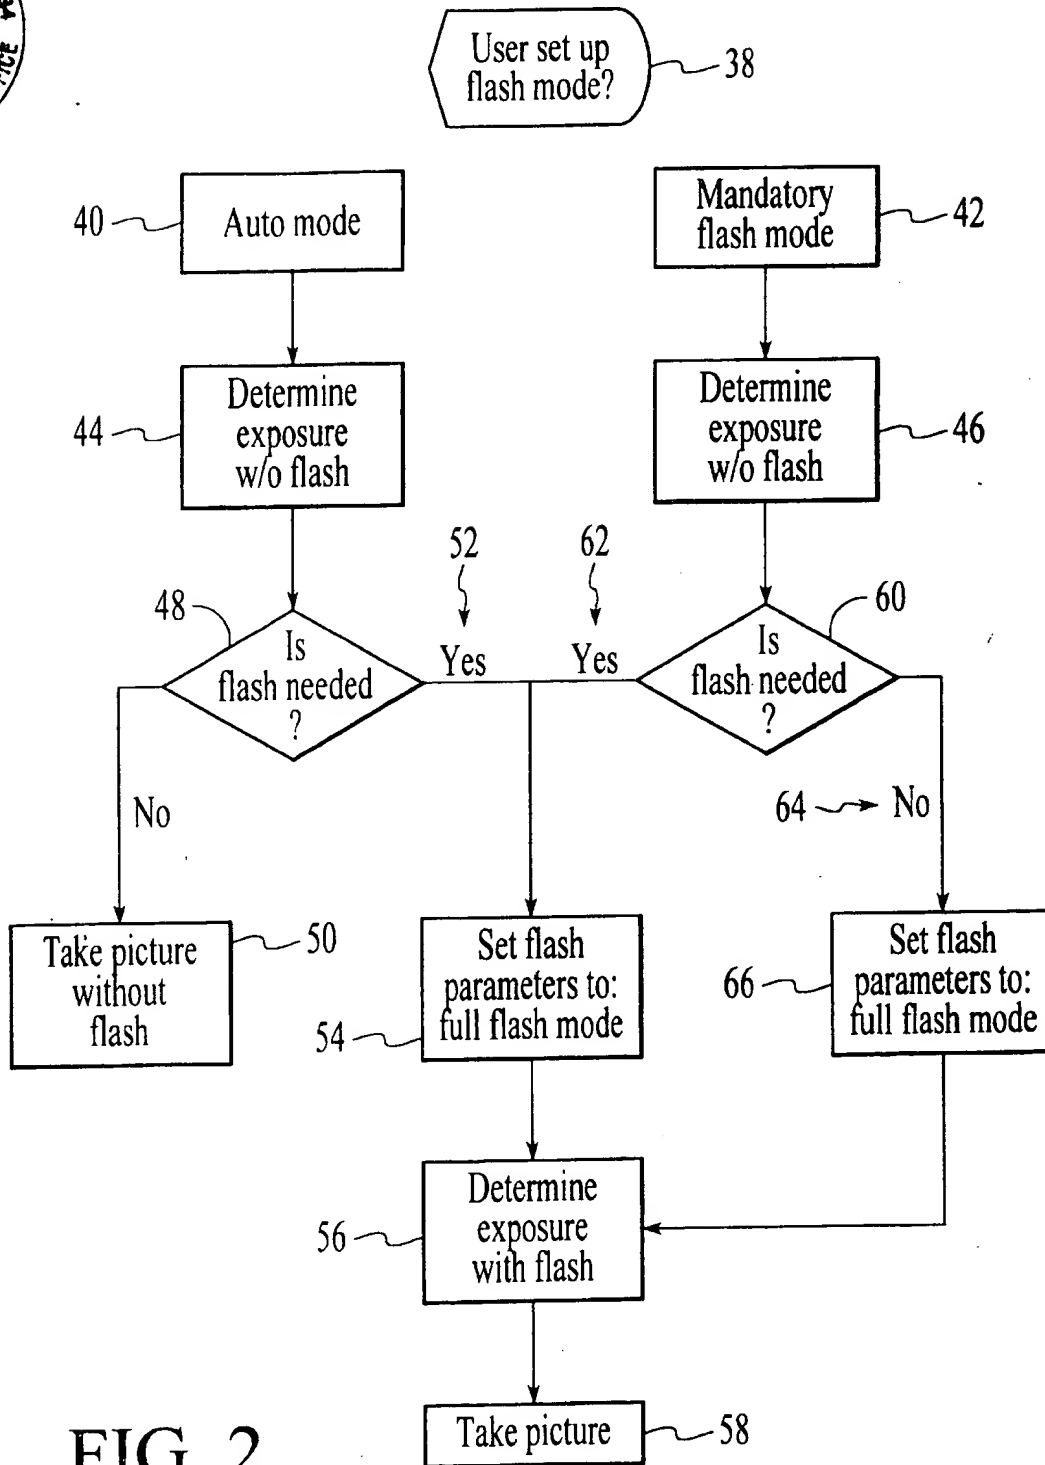 User set up
flash mode?
38
40
Auto mode
Mandatory
flash mode
42
44
Determine
exposure
w/o flash
Determine
exposure
w/o flash
46
52
62
48
Is
flash needed
?
Yes
Yes
60
Is
flash needed
?
No
64
No
Take picture
without
flash
50
54
Set flash
parameters to:
full flash mode
66
Set flash
parameters to:
full flash mode
56
Determine
exposure
with flash
Take picture
58
FIG. 2